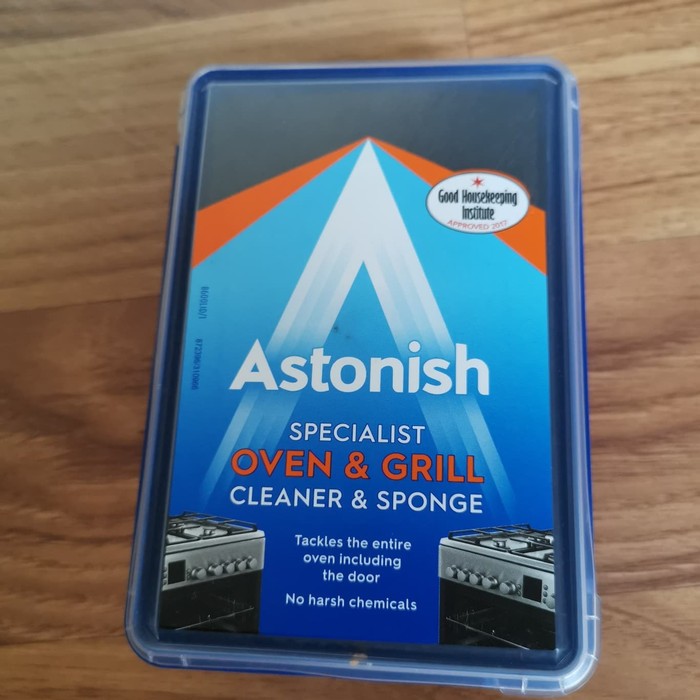 Good Housekeeping
Institute
APPROVED 2017
Astonish
SPECIALIST
OVEN & GRILL
CLEANER & SPONGE
Tackles the entire
oven including
the door
No harsh chemicals